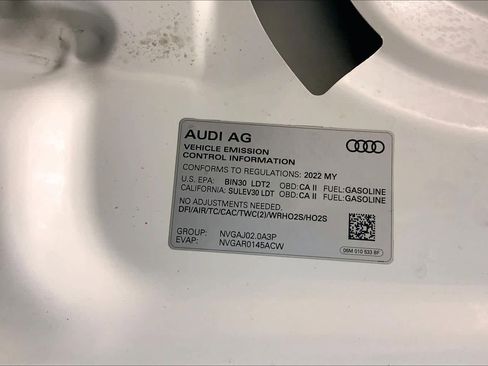 AUDI AG
VEHICLE EMISSION
CONTROL INFORMATION
CONFORMS TO REGULATIONS: 2022 MY
U.S. EPA: BIN30 LDT2 OBD: CA II FUEL:GASOLINE
CALIFORNIA: SULEV30 LDT OBD: CA II FUEL:GASOLINE
NO ADJUSTMENTS NEEDED.
DFI/AIR/TC/CAC/TWC(2)/WRHO2S/HO2S
GROUP: NVGAJ02.0A3P
EVAP: NVGAR0145ACW
06M 010 533 BF